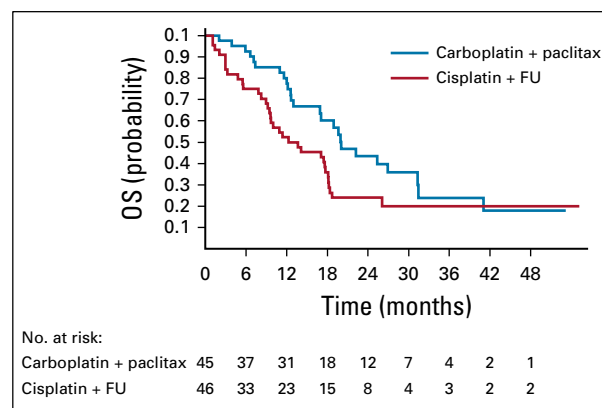 0.1
0.9
0.8
0.7
0.6
0.5
0.4
0.3
0.2
0.1
OS (probability)
Carboplatin + paclitax
Cisplatin + FU
0 6 12 18 24 30 36 42 48
Time (months)
No. at risk:
Carboplatin + paclitax 45 37 31 18 12 7 4 2 1
Cisplatin + FU 46 33 23 15 8 4 3 2 2